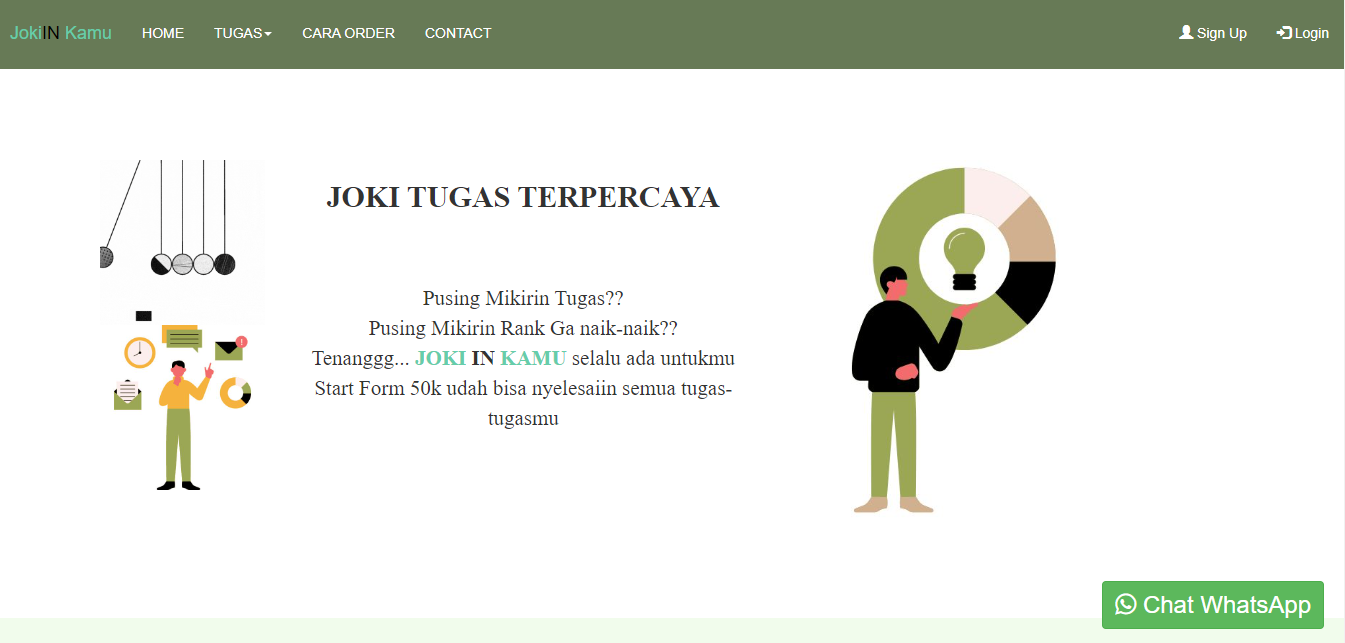 JokiIN Kamu HOME TUGAS CARA ORDER CONTACT Sign Up Login
JOKI TUGAS TERPERCAYA
Pusing Mikirin Tugas??
Pusing Mikirin Rank Ga naik-naik??
Tenanggg... JOKI IN KAMU selalu ada untukmu
Start Form 50k udah bisa nyelesaiin semua tugas-
tugasmu
Chat WhatsApp